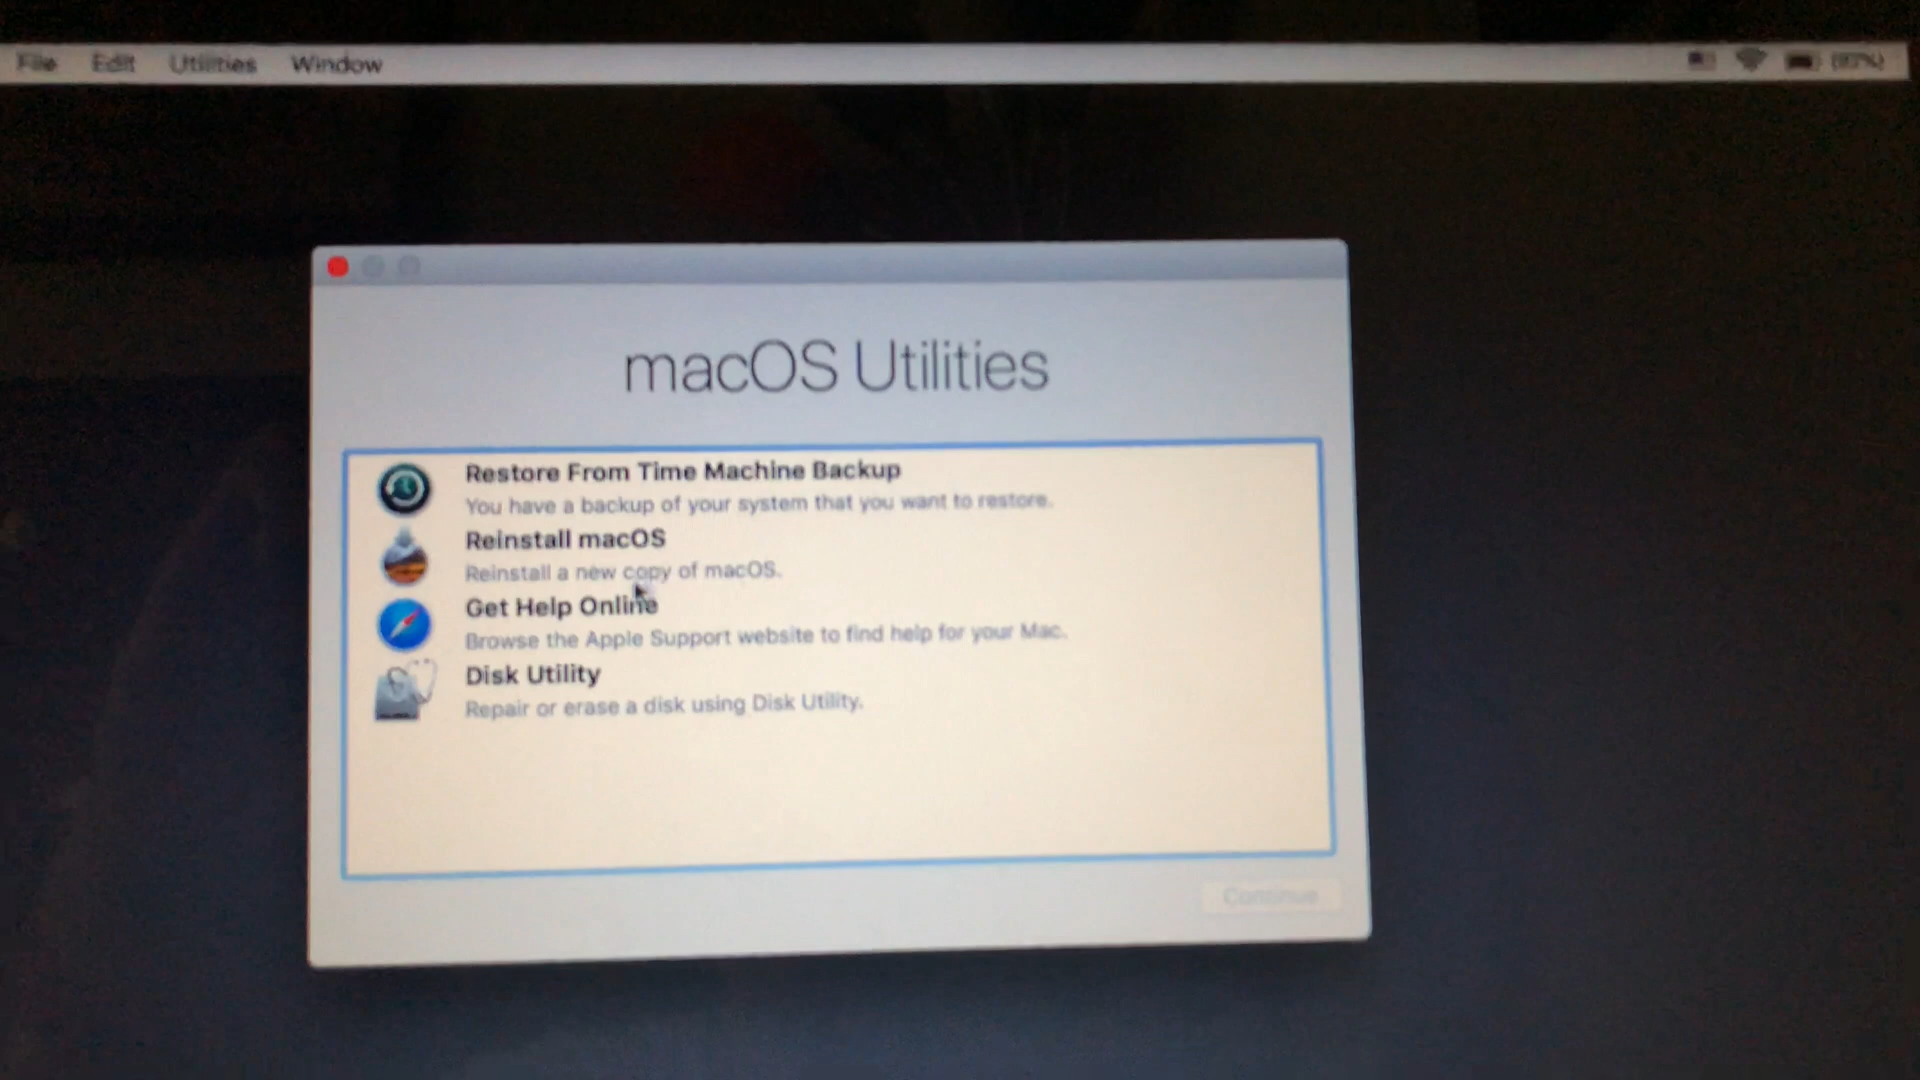 File Edit Utilities Window
macOS Utilities
Restore From Time Machine Backup
You have a backup of your system that you want to restore.
Reinstall macOS
Reinstall a new copy of macOS.
Get Help Online
Browse the Apple Support website to find help for your Mac.
Disk Utility
Repair or erase a disk using Disk Utility.
Continue